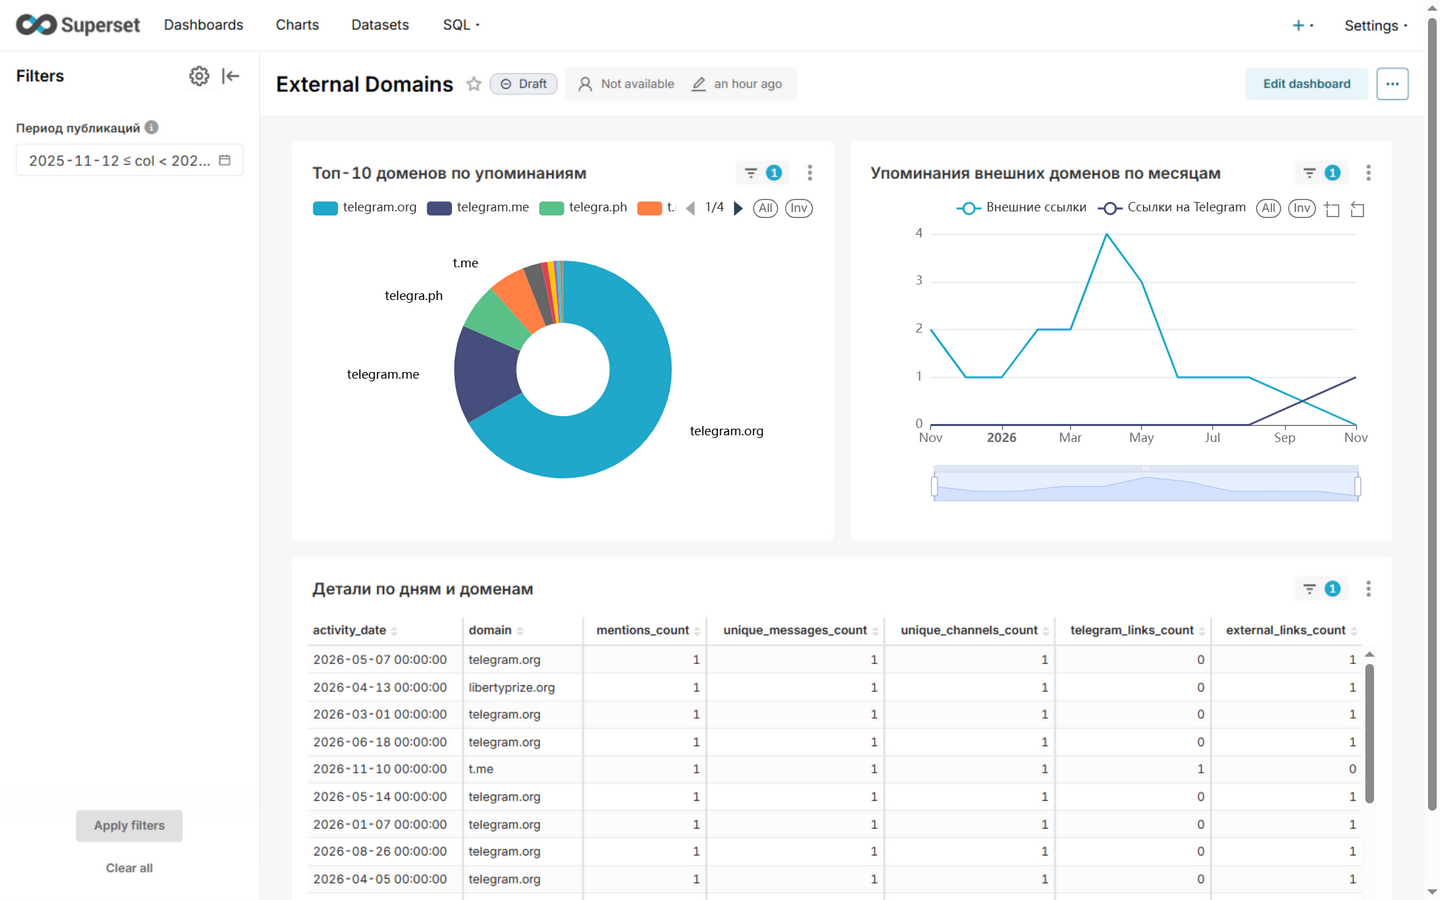 Superset Dashboards Charts Datasets SQL Settings
Filters
External Domains Draft Not available an hour ago Edit dashboard
Период публикаций
2025-11-12 ≤ col < 202...
Apply filters
Clear all
Топ-10 доменов по упоминаниям 1
telegram.org telegram.me telegra.ph t. 1/4 All Inv
t.me
telegra.ph
telegram.me
telegram.org
Упоминания внешних доменов по месяцам 1
Внешние ссылки Ссылки на Telegram All Inv
4
3
2
1
0
Nov 2026 Mar May Jul Sep Nov
Детали по дням и доменам 1
activity_date domain mentions_count unique_messages_count unique_channels_count telegram_links_count external_links_count
2026-05-07 00:00:00 telegram.org 1 1 1 0 1
2026-04-13 00:00:00 libertyprize.org 1 1 1 0 1
2026-03-01 00:00:00 telegram.org 1 1 1 0 1
2026-06-18 00:00:00 telegram.org 1 1 1 0 1
2026-11-10 00:00:00 t.me 1 1 1 1 0
2026-05-14 00:00:00 telegram.org 1 1 1 0 1
2026-01-07 00:00:00 telegram.org 1 1 1 0 1
2026-08-26 00:00:00 telegram.org 1 1 1 0 1
2026-04-05 00:00:00 telegram.org 1 1 1 0 1